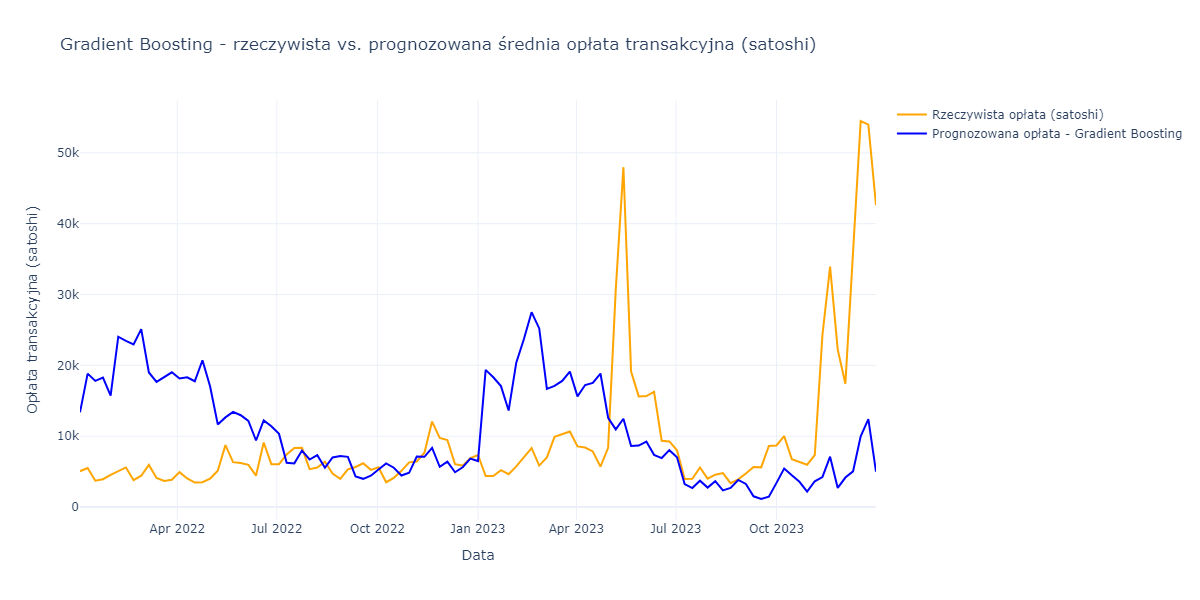 Gradient Boosting - rzeczywista vs. prognozowana średnia opłata transakcyjna (satoshi)
Rzeczywista opłata (satoshi)
Prognozowana opłata - Gradient Boosting
Opłata transakcyjna (satoshi)
50k
40k
30k
20k
10k
0
Apr 2022
Jul 2022
Oct 2022
Jan 2023
Apr 2023
Jul 2023
Oct 2023
Data